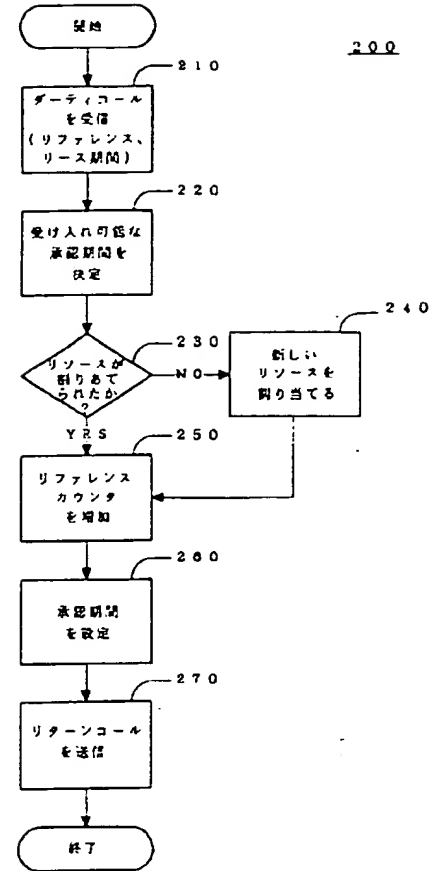 開始
200
210
ダーティコール
を受信
(リファレンス、
リース期間)
220
受け入れ可能な
承認期間を
決定
230
リソースが
割りあて
られたか
?
NO
240
新しい
リソースを
割り当てる
YRS
250
リファレンス
カウンタ
を増加
260
承認期間
を設定
270
リターンコール
を送信
終了